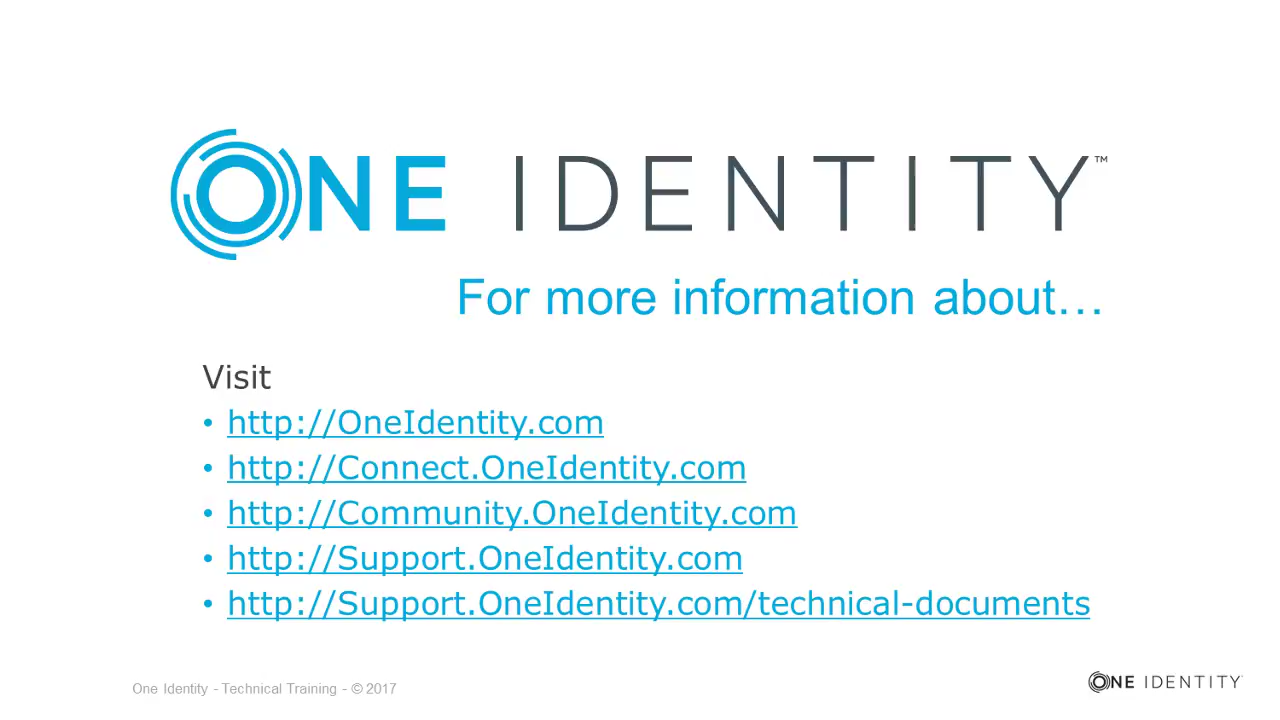 ONE IDENTITY™
For more information about…
Visit
• http://OneIdentity.com
• http://Connect.OneIdentity.com
• http://Community.OneIdentity.com
• http://Support.OneIdentity.com
• http://Support.OneIdentity.com/technical-documents
One Identity - Technical Training - © 2017
ONE IDENTITY